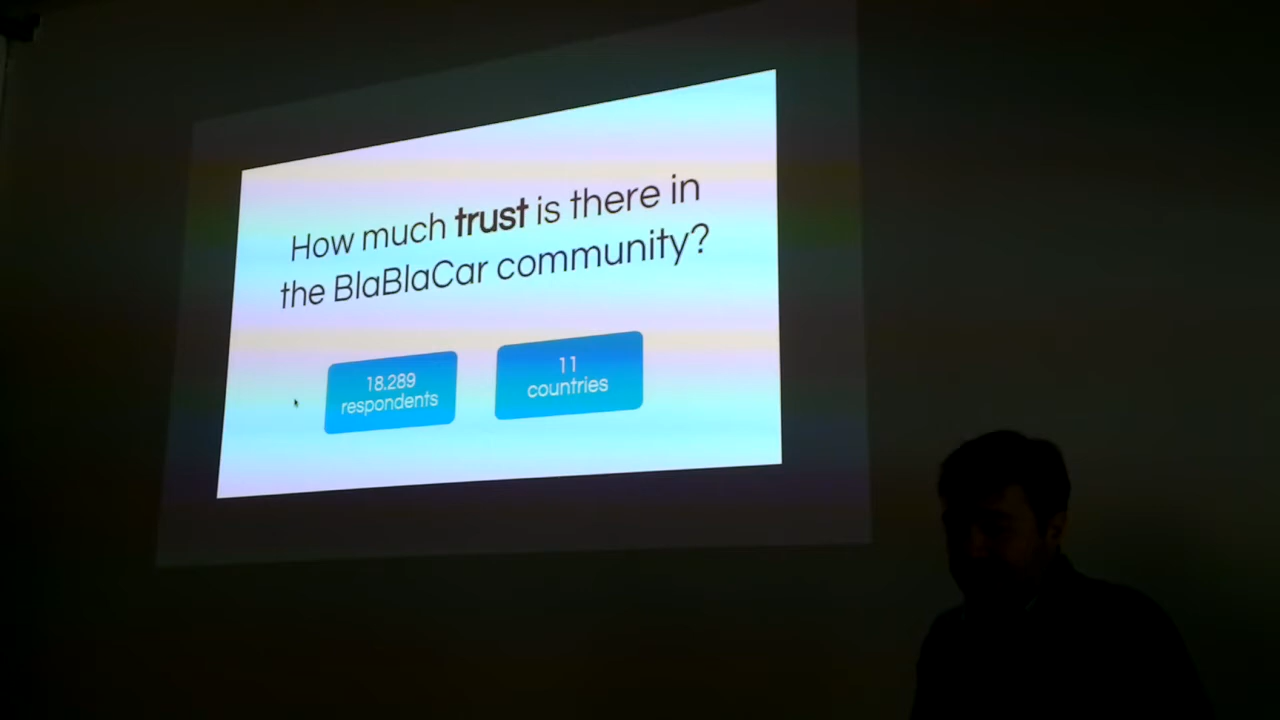 How much trust is there in
the BlaBlaCar community?
18.289
respondents
11
countries